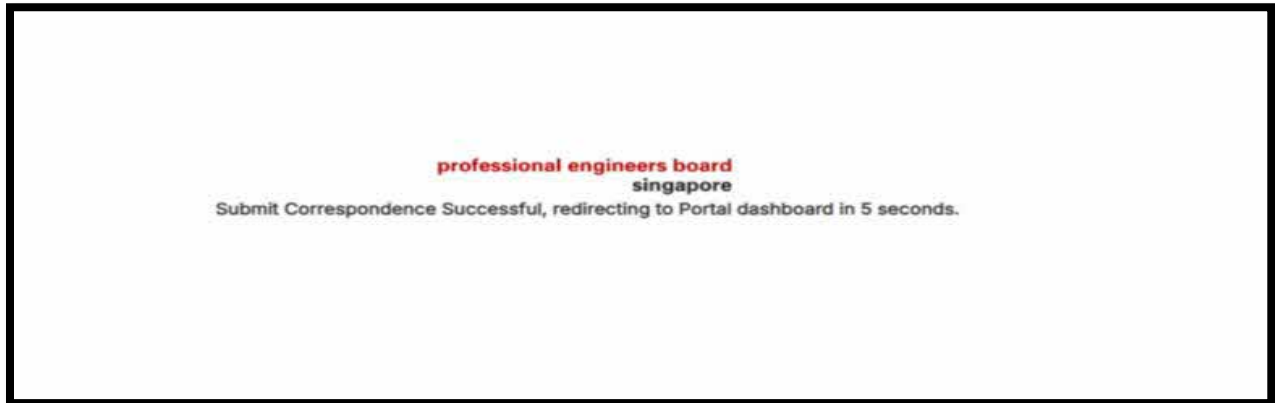 professional engineers board
singapore
Submit Correspondence Successful, redirecting to Portal dashboard in 5 seconds.